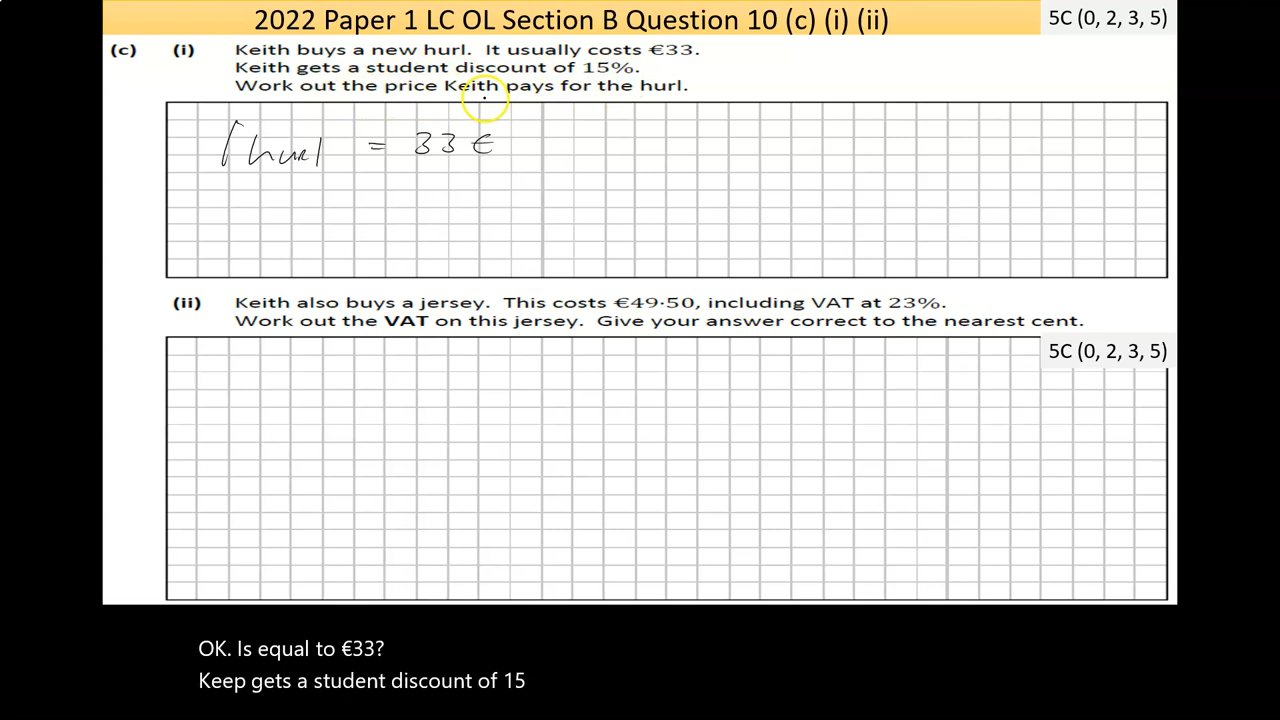 2022 Paper 1 LC OL Section B Question 10 (c) (i) (ii)
5C (0, 2, 3, 5)
(c) (i) Keith buys a new hurl. It usually costs €33.
Keith gets a student discount of 15%.
Work out the price Keith pays for the hurl.
1 hurl = 33 €
(ii) Keith also buys a jersey. This costs €49·50, including VAT at 23%.
Work out the VAT on this jersey. Give your answer correct to the nearest cent.
5C (0, 2, 3, 5)
OK. Is equal to €33?
Keep gets a student discount of 15